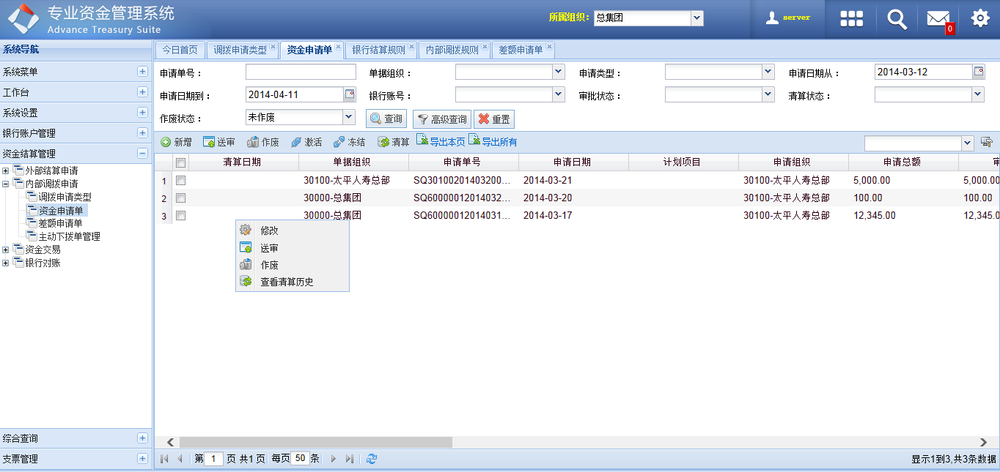 专业资金管理系统
Advance Treasury Suite
所属组织: 总集团
server
0
系统导航
系统菜单
工作台
系统设置
银行账户管理
资金结算管理
外部结算申请
内部调拨申请
调拨申请类型
资金申请单
差额申请单
主动下拨单管理
资金交易
银行对账
综合查询
支票管理
今日首页 调拨申请类型 资金申请单 银行结算规则 内部调拨规则 差额申请单
申请单号: 单据组织: 申请类型: 申请日期从: 2014-03-12
申请日期到: 2014-04-11 银行账号: 审批状态: 清算状态:
作废状态: 未作废 查询 高级查询 重置
新增 送审 作废 激活 冻结 清算 导出本页 导出所有
清算日期 单据组织 申请单号 申请日期 计划项目 申请组织 申请总额
1 30100-太平人寿总部 SQ30100201403200... 2014-03-21 30100-太平人寿总部 5,000.00 5,000.00
2 30000-总集团 SQ60000012014032... 2014-03-20 30100-太平人寿总部 100.00 100.00
3 30000-总集团 SQ60000012014031... 2014-03-17 30100-太平人寿总部 12,345.00 12,345.0
修改
送审
作废
查看清算历史
第 1 页 共1页 每页 50 条
显示1到3,共3条数据